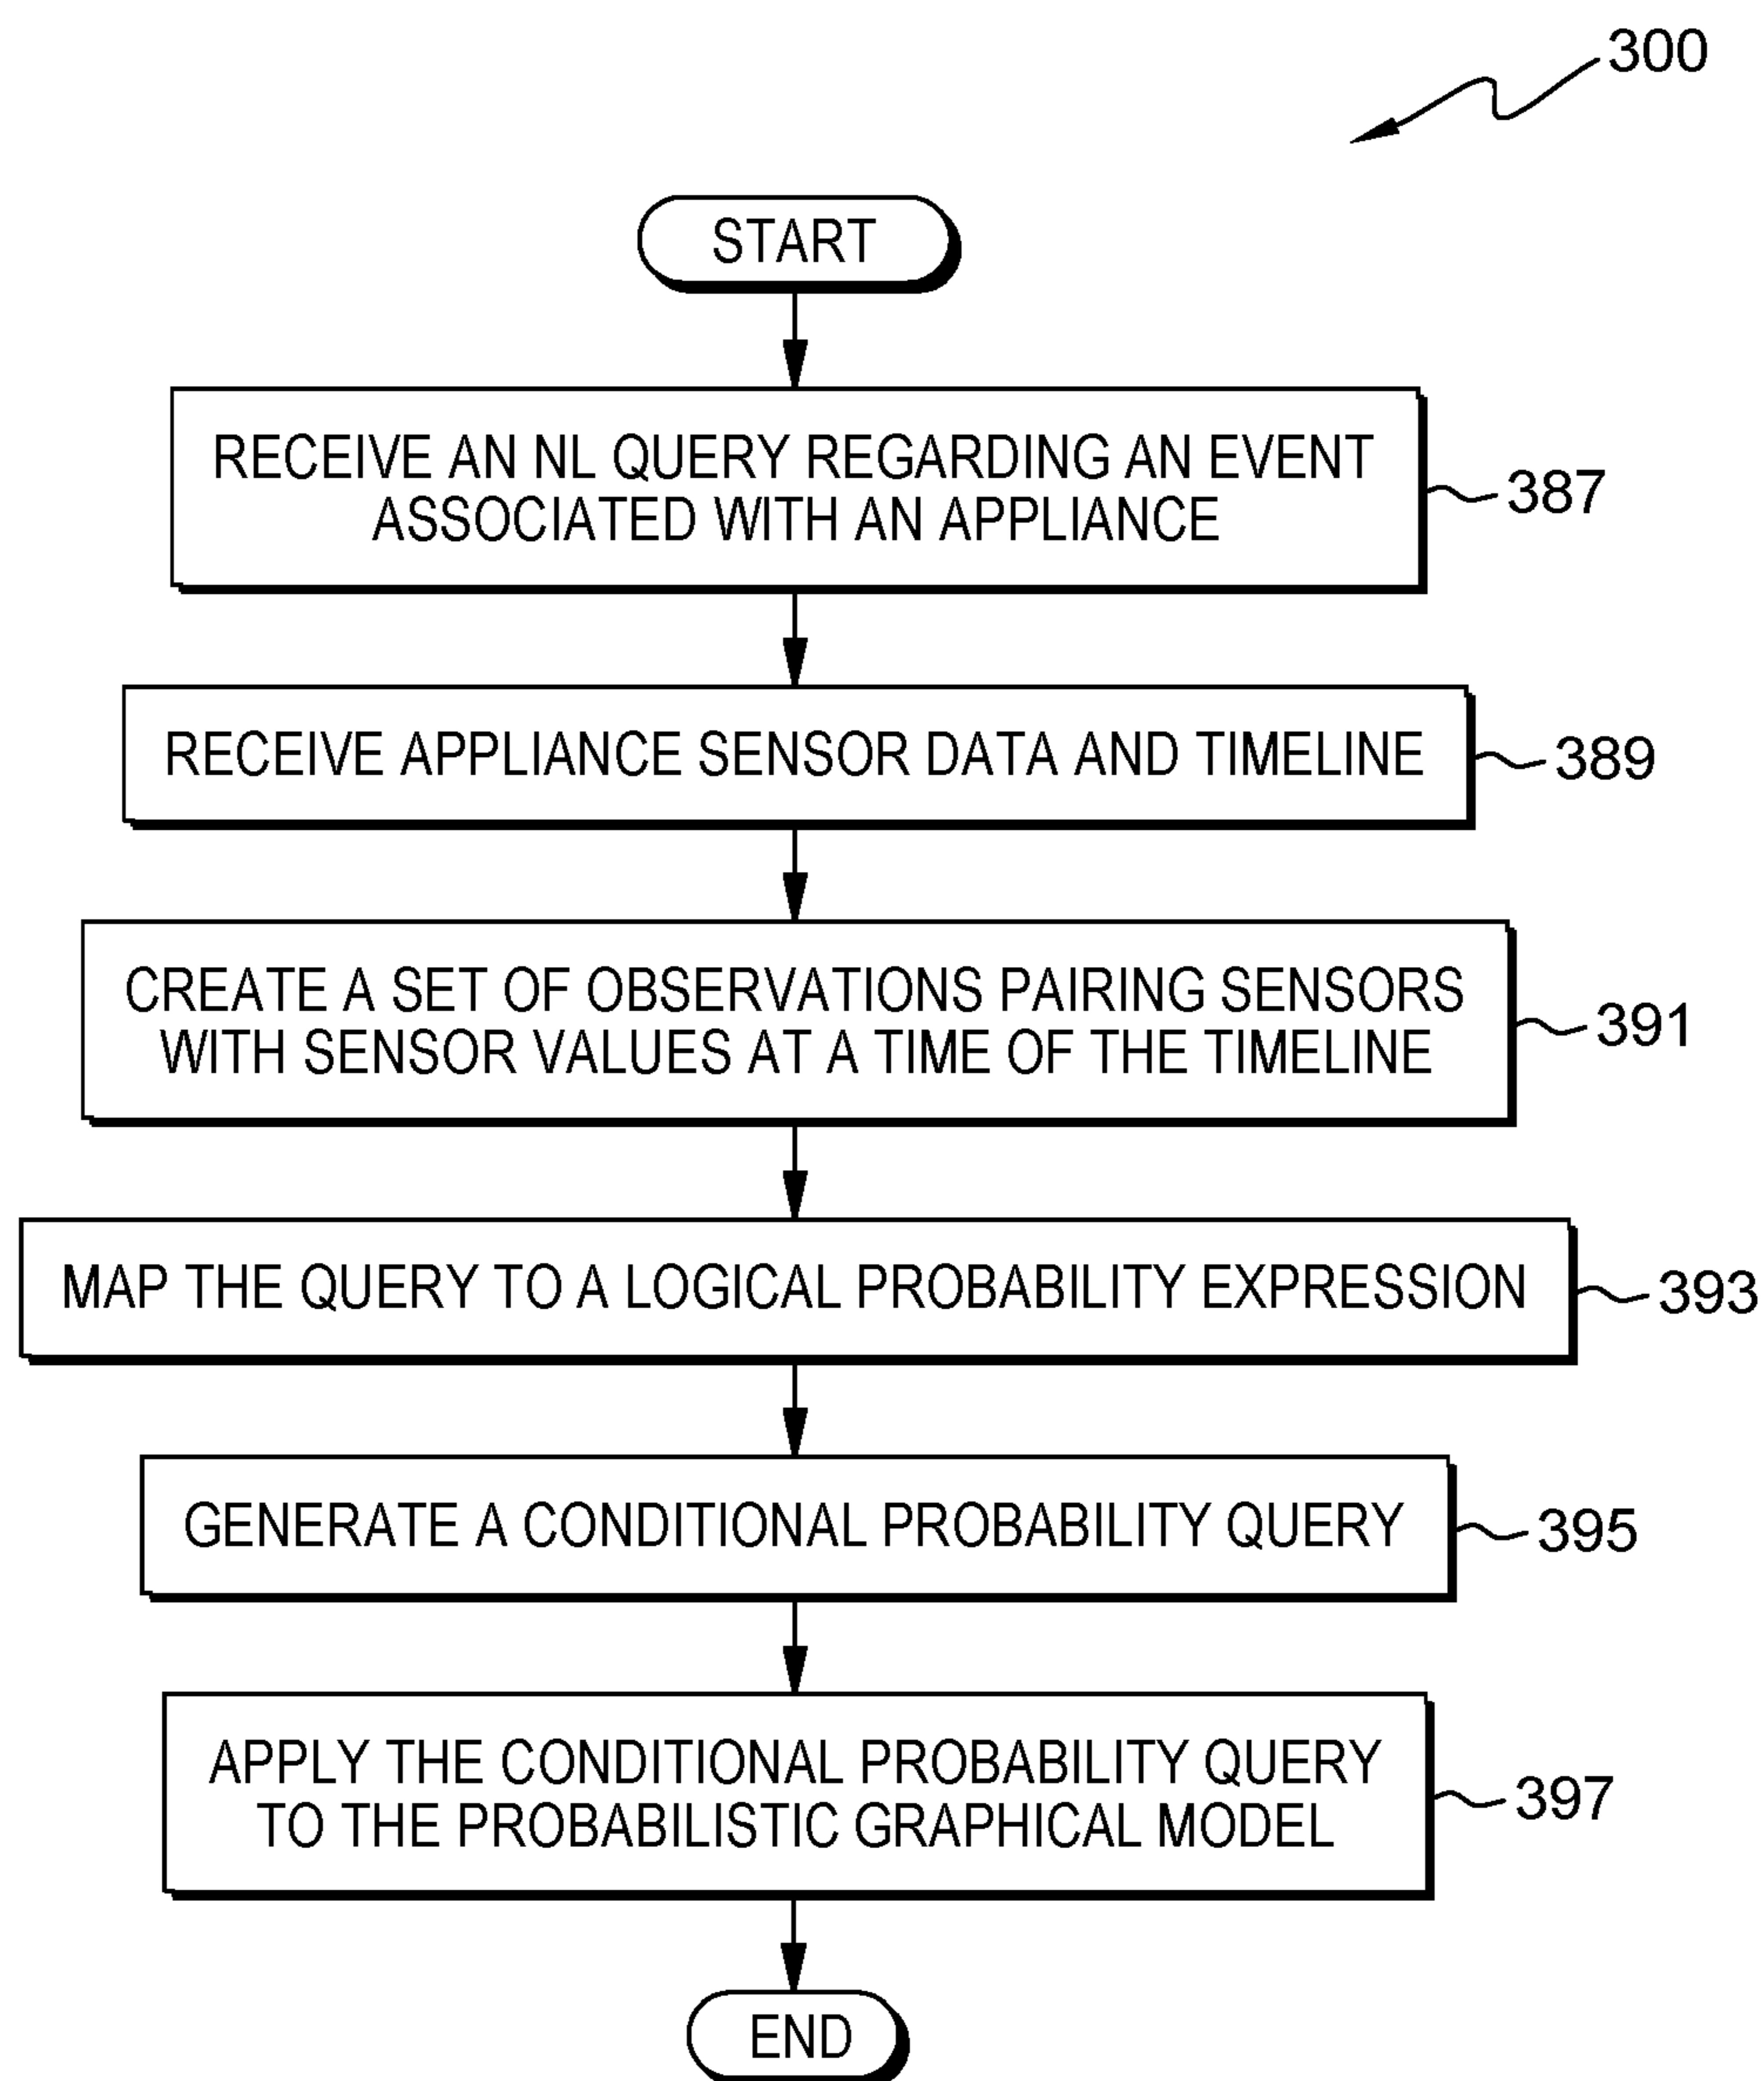 300
START
RECEIVE AN NL QUERY REGARDING AN EVENT
ASSOCIATED WITH AN APPLIANCE
387
RECEIVE APPLIANCE SENSOR DATA AND TIMELINE
389
CREATE A SET OF OBSERVATIONS PAIRING SENSORS
WITH SENSOR VALUES AT A TIME OF THE TIMELINE
391
MAP THE QUERY TO A LOGICAL PROBABILITY EXPRESSION
393
GENERATE A CONDITIONAL PROBABILITY QUERY
395
APPLY THE CONDITIONAL PROBABILITY QUERY
TO THE PROBABILISTIC GRAPHICAL MODEL
397
END